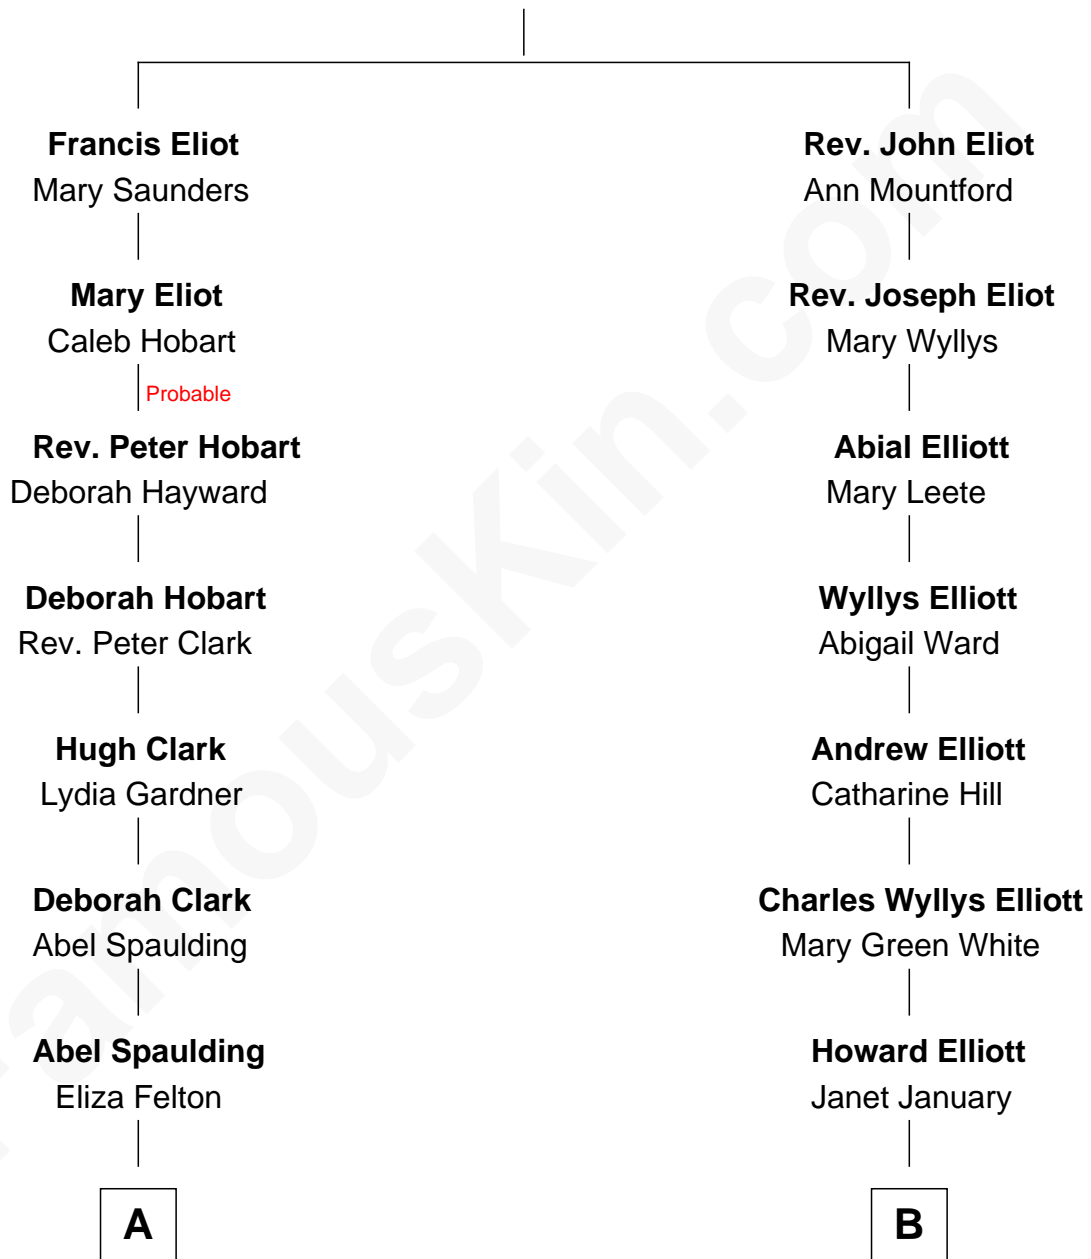 Francis Eliot
Mary Saunders
Rev. John Eliot
Ann Mountford
Mary Eliot
Caleb Hobart
Rev. Joseph Eliot
Mary Wyllys
Probable
Rev. Peter Hobart
Deborah Hayward
Abial Elliott
Mary Leete
Deborah Hobart
Rev. Peter Clark
Wyllys Elliott
Abigail Ward
Hugh Clark
Lydia Gardner
Andrew Elliott
Catharine Hill
Deborah Clark
Abel Spaulding
Charles Wyllys Elliott
Mary Green White
Abel Spaulding
Eliza Felton
Howard Elliott
Janet January
A
B
FamousKin.com